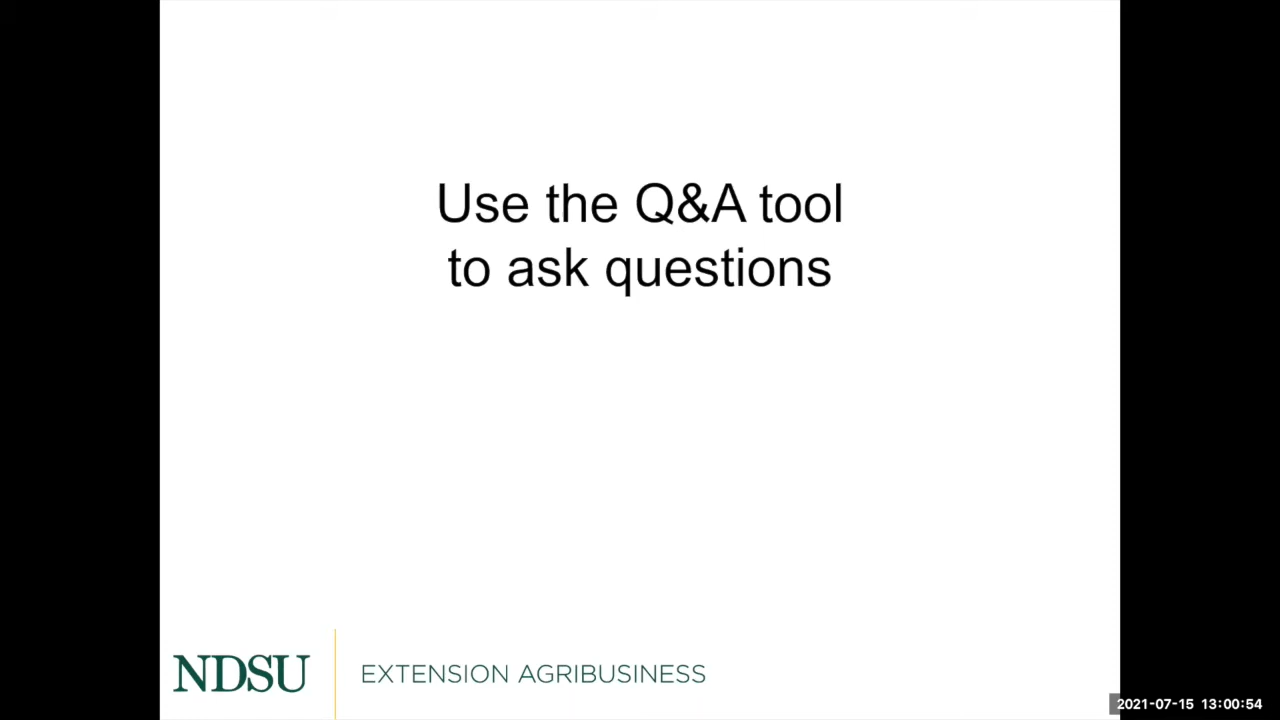 Use the Q&A tool
to ask questions
NDSU
EXTENSION AGRIBUSINESS
2021-07-15 13:00:54